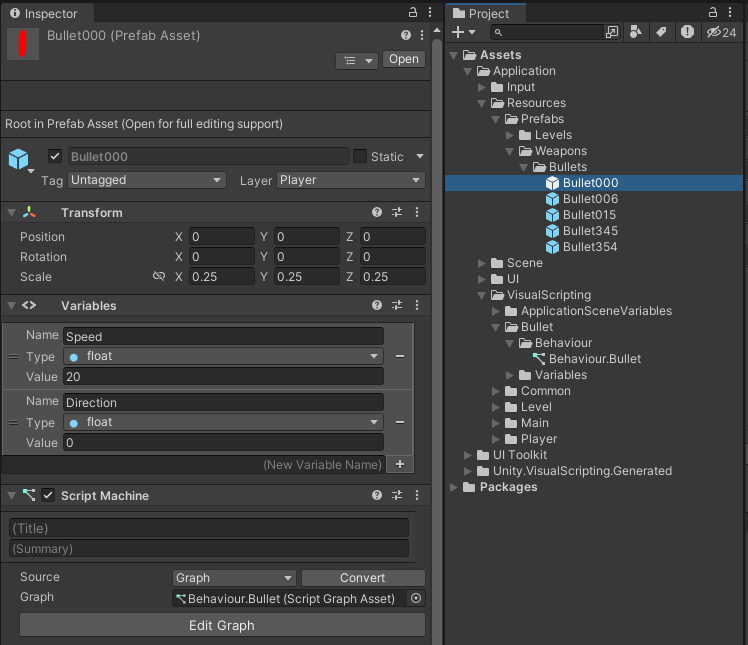 Inspector
Bullet000 (Prefab Asset)
Open
Root in Prefab Asset (Open for full editing support)
Bullet000
Static
Tag Untagged Layer Player
Transform
Position X 0 Y 0 Z 0
Rotation X 0 Y 0 Z 0
Scale X 0.25 Y 0.25 Z 0.25
Variables
Name Speed
Type float
Value 20
Name Direction
Type float
Value 0
(New Variable Name)
Script Machine
(Title)
(Summary)
Source Graph Convert
Graph Behaviour.Bullet (Script Graph Asset)
Edit Graph
Project
24
Assets
Application
Input
Resources
Prefabs
Levels
Weapons
Bullets
Bullet000
Bullet006
Bullet015
Bullet345
Bullet354
Scene
UI
VisualScripting
ApplicationSceneVariables
Bullet
Behaviour
Behaviour.Bullet
Variables
Common
Level
Main
Player
UI Toolkit
Unity.VisualScripting.Generated
Packages